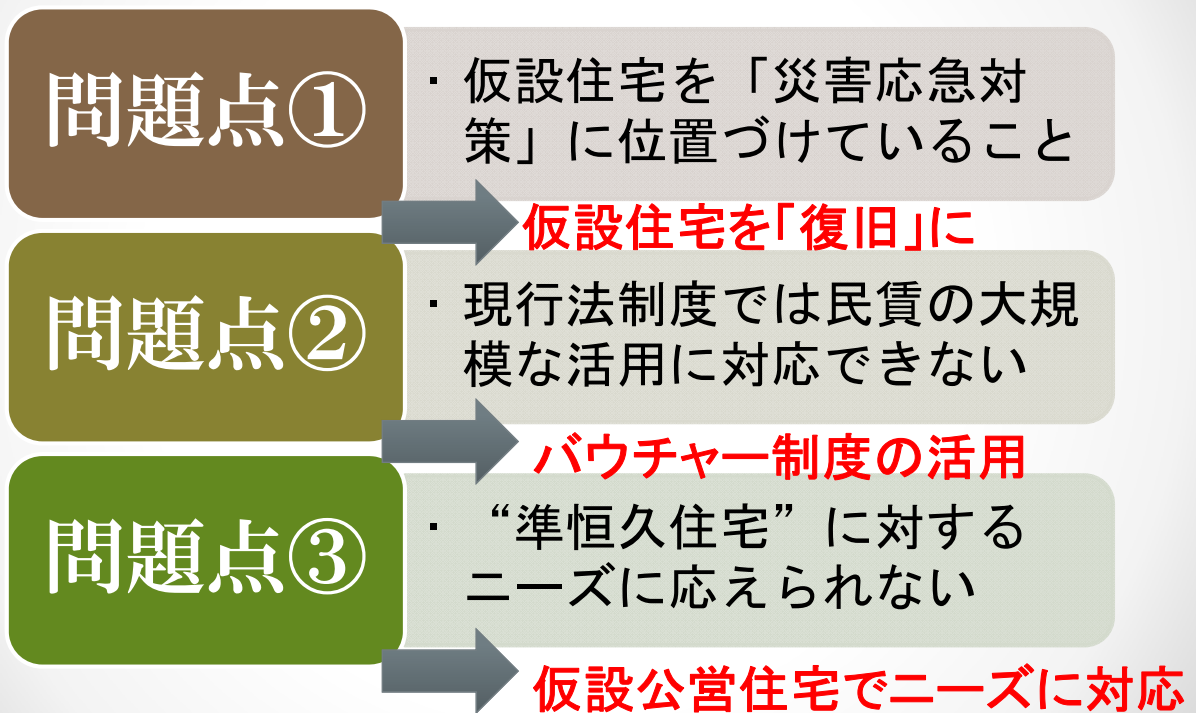 問題点①
・仮設住宅を「災害応急対
策」に位置づけていること
仮設住宅を「復旧」に
問題点②
・現行法制度では民賃の大規
模な活用に対応できない
バウチャー制度の活用
問題点③
・“準恒久住宅”に対する
ニーズに応えられない
仮設公営住宅でニーズに対応